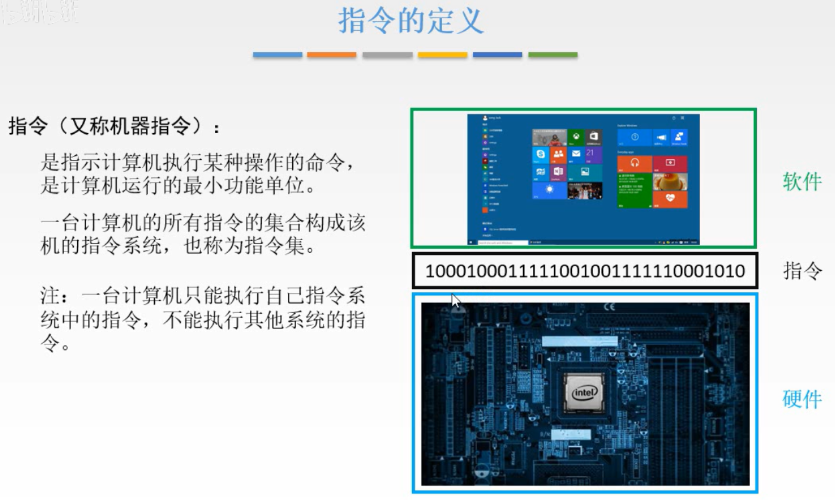 指令的定义
指令（又称机器指令）：
是指示计算机执行某种操作的命令，
是计算机运行的最小功能单位。
一台计算机的所有指令的集合构成该
机的指令系统，也称为指令集。
注：一台计算机只能执行自己指令系
统中的指令，不能执行其他系统的指
令。
软件
10001000111110010011111110001010
指令
intel
硬件